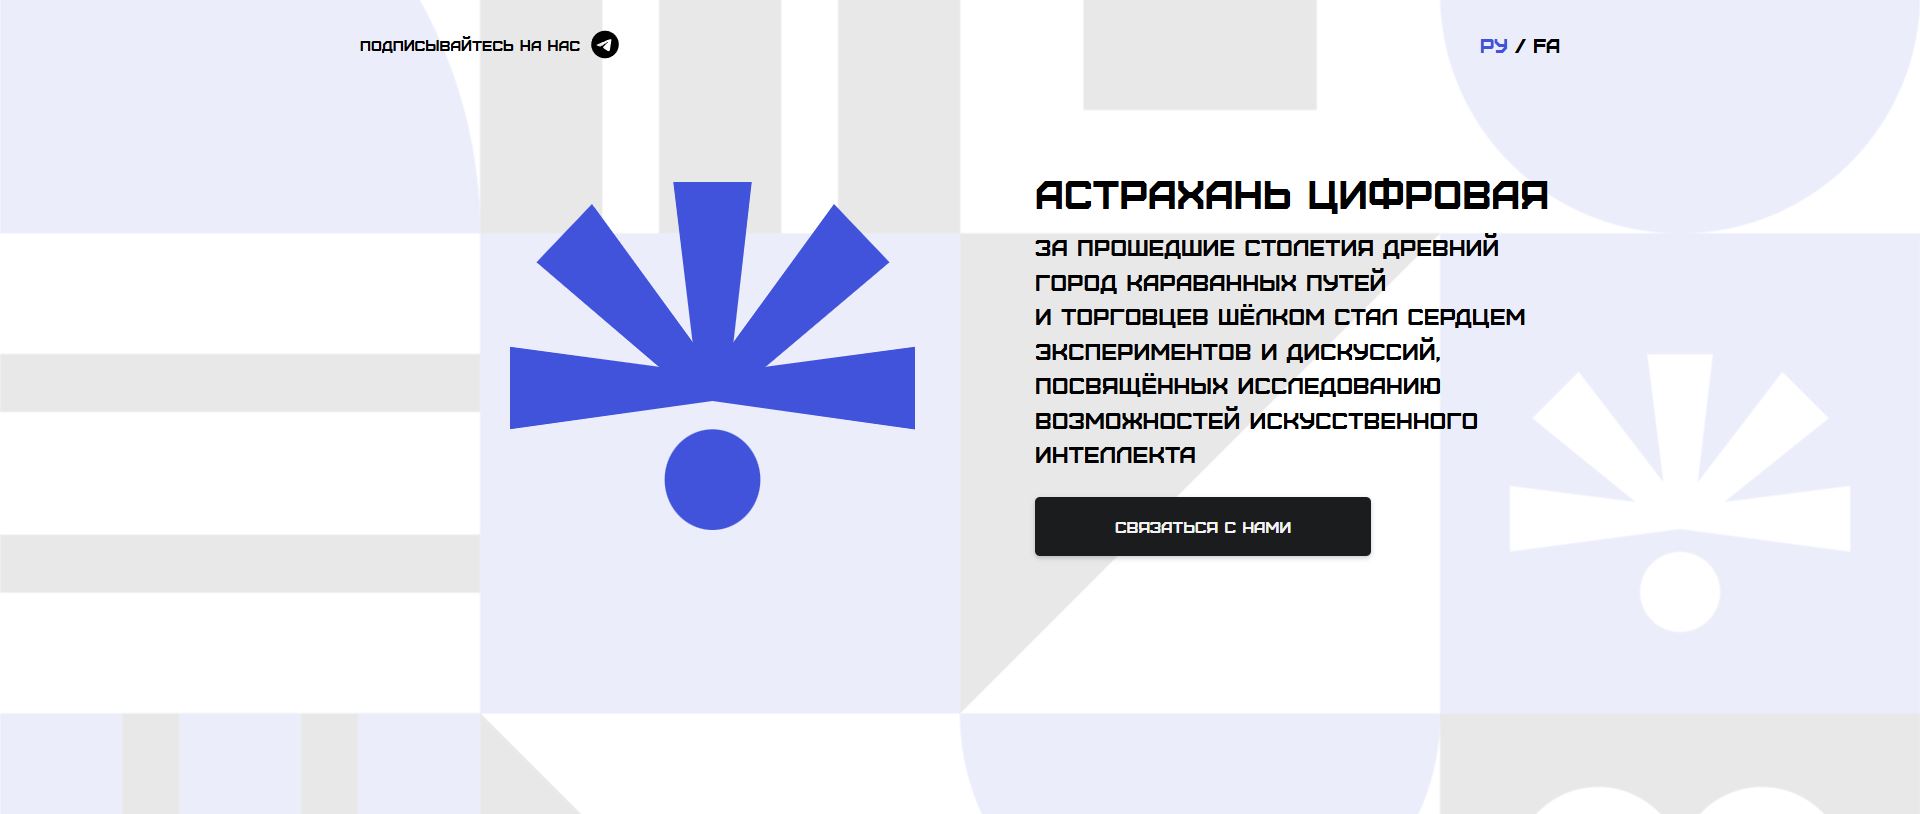 ПОДПИСЫВАЙТЕСЬ НА НАС
РУ / FA
АСТРАХАНЬ ЦИФРОВАЯ
ЗА ПРОШЕДШИЕ СТОЛЕТИЯ ДРЕВНИЙ
ГОРОД КАРАВАННЫХ ПУТЕЙ
И ТОРГОВЦЕВ ШЁЛКОМ СТАЛ СЕРДЦЕМ
ЭКСПЕРИМЕНТОВ И ДИСКУССИЙ,
ПОСВЯЩЁННЫХ ИССЛЕДОВАНИЮ
ВОЗМОЖНОСТЕЙ ИСКУССТВЕННОГО
ИНТЕЛЛЕКТА
СВЯЗАТЬСЯ С НАМИ